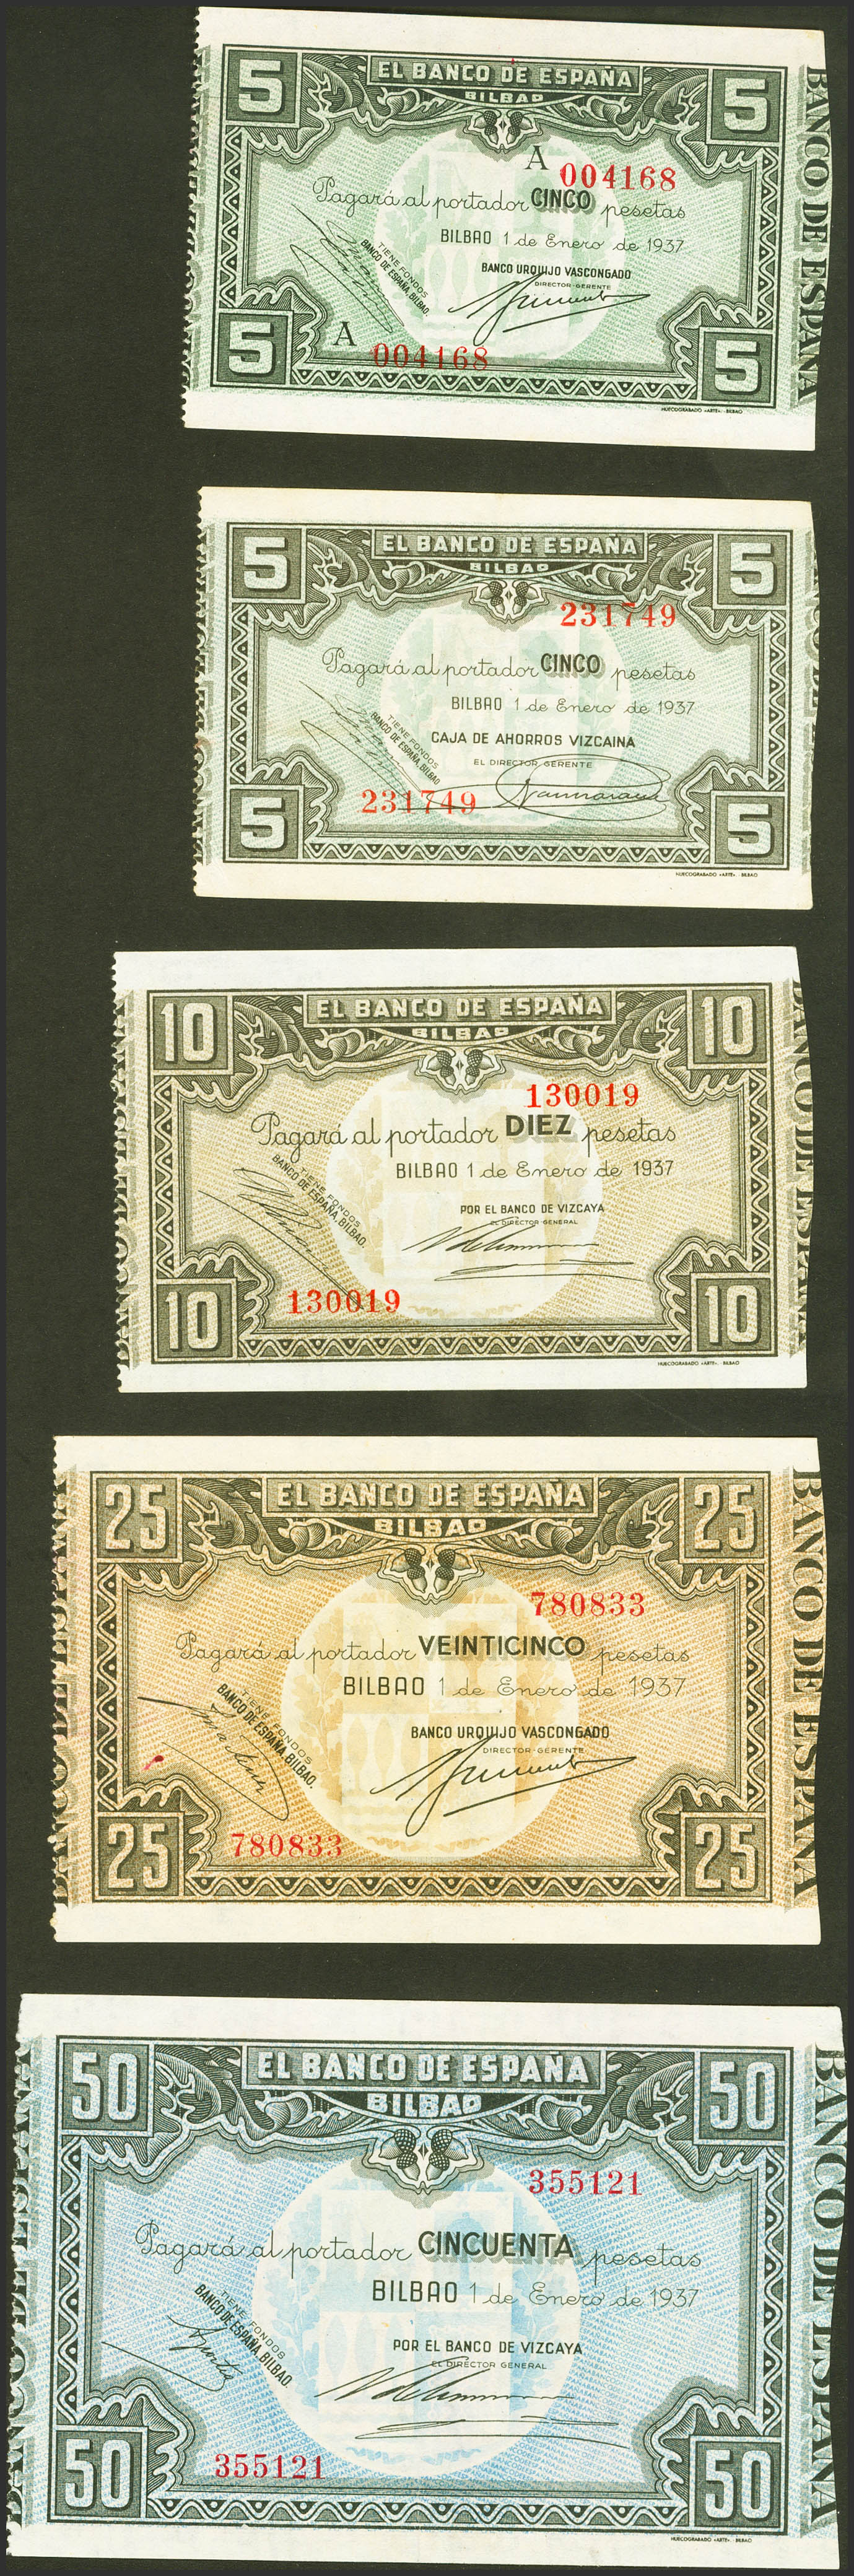 5 EL BANCO DE ESPAÑA 5
BILBAO
A 004168
Pagará al portador CINCO pesetas
BILBAO 1 de Enero de 1937
TIENE FONDOS
BANCO DE ESPAÑA, BILBAO.
BANCO URQUIJO VASCONGADO
DIRECTOR-GERENTE
A 004168
5 5
HUECOGRABADO «ARTE». - BILBAO
BANCO DE ESPAÑA
5 EL BANCO DE ESPAÑA 5
BILBAO
231749
Pagará al portador CINCO pesetas
BILBAO 1 de Enero de 1937
TIENE FONDOS
BANCO DE ESPAÑA, BILBAO
CAJA DE AHORROS VIZCAINA
EL DIRECTOR GERENTE
231749
5 5
HUECOGRABADO «ARTE». - BILBAO
10 EL BANCO DE ESPAÑA 10
BILBAO
130019
Pagará al portador DIEZ pesetas
BILBAO 1 de Enero de 1937
TIENE FONDOS
BANCO DE ESPAÑA, BILBAO.
POR EL BANCO DE VIZCAYA
EL DIRECTOR GENERAL
130019
10 10
HUECOGRABADO «ARTE». - BILBAO
BANCO DE ESPAÑA
25 EL BANCO DE ESPAÑA 25
BILBAO
780833
Pagará al portador VEINTICINCO pesetas
BILBAO 1 de Enero de 1937
TIENE FONDOS
BANCO DE ESPAÑA, BILBAO.
BANCO URQUIJO VASCONGADO
DIRECTOR-GERENTE
780833
25 25
BANCO DE ESPAÑA
50 EL BANCO DE ESPAÑA 50
BILBAO
355121
Pagará al portador CINCUENTA pesetas
BILBAO 1 de Enero de 1937
TIENE FONDOS
BANCO DE ESPAÑA BILBAO.
POR EL BANCO DE VIZCAYA
EL DIRECTOR GENERAL
355121
50 50
HUECOGRABADO «ARTE». - BILBAO
BANCO DE ESPAÑA